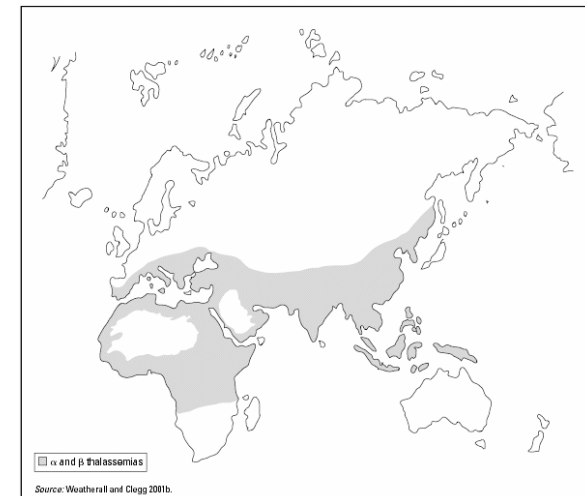 α and β thalassemias
Source: Weatherall and Clegg 2001b.